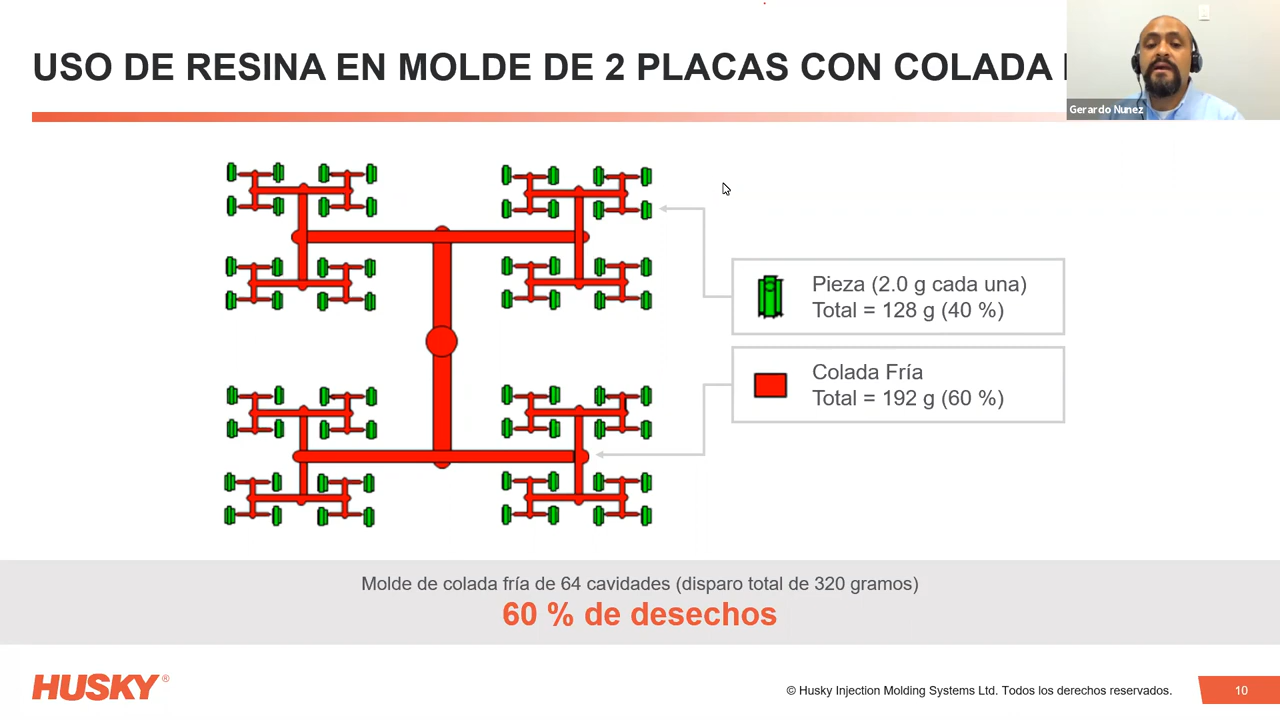 USO DE RESINA EN MOLDE DE 2 PLACAS CON COLADA
Gerardo Nunez
Pieza (2.0 g cada una)
Total = 128 g (40 %)
Colada Fría
Total = 192 g (60 %)
Molde de colada fría de 64 cavidades (disparo total de 320 gramos)
60 % de desechos
HUSKY®
© Husky Injection Molding Systems Ltd. Todos los derechos reservados.
10